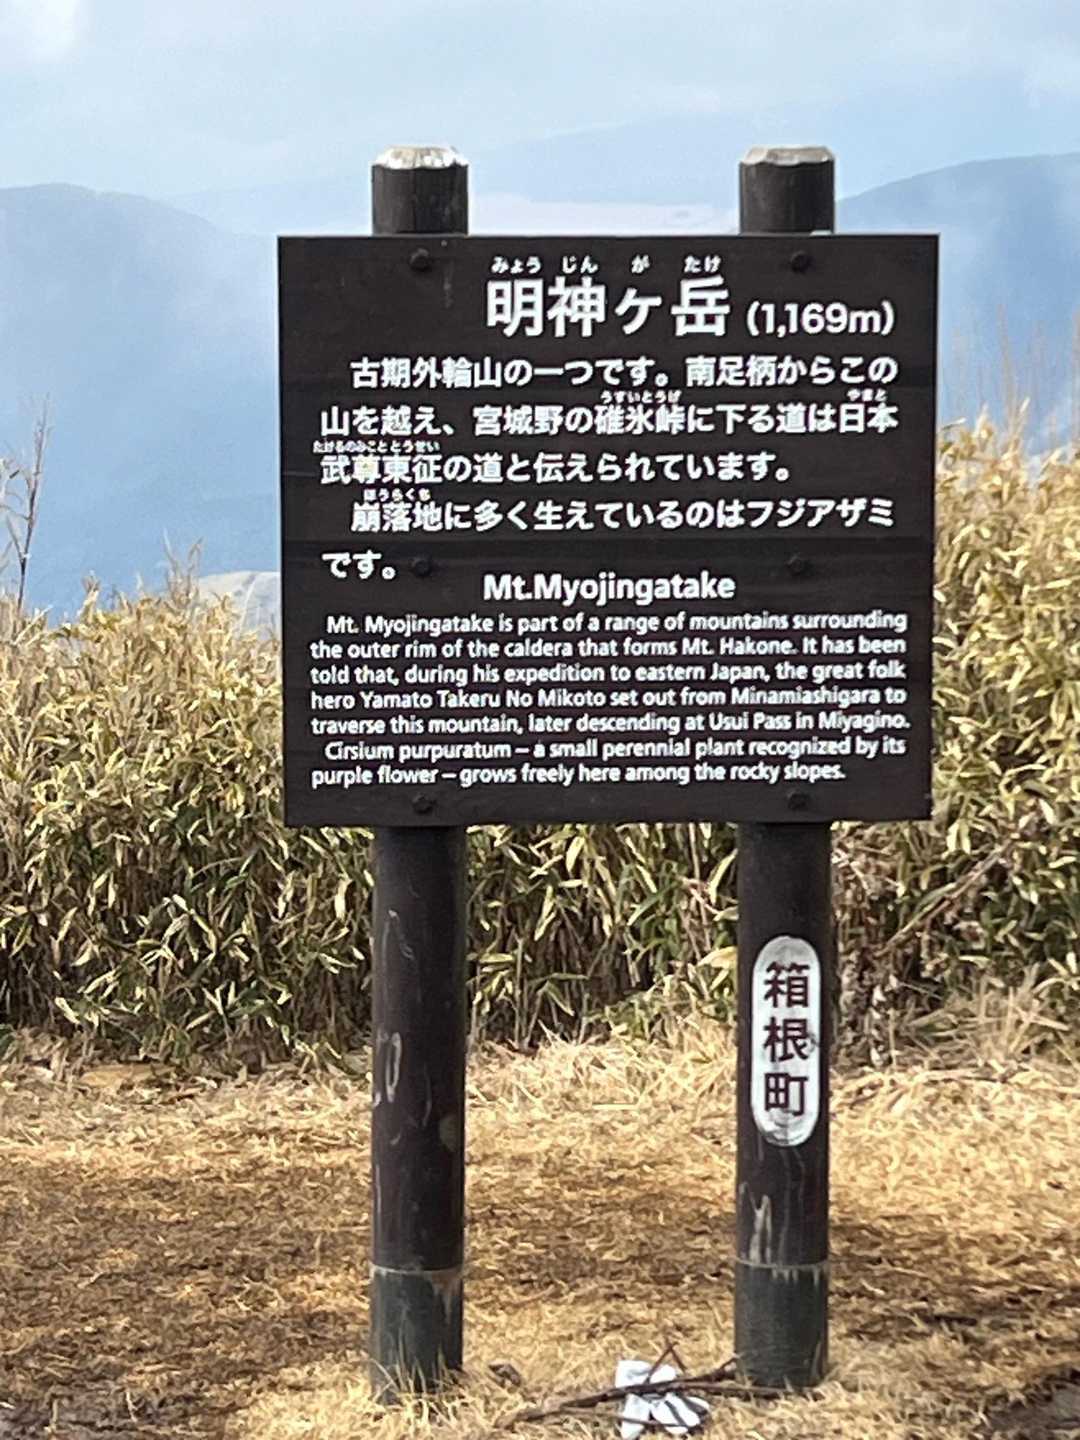 みょうじんがたけ
明神ヶ岳 (1,169m)
古期外輪山の一つです。南足柄からこの
うすいとうげ やまと
山を越え、宮城野の碓氷峠に下る道は日本
たけるのみこととうせい
武尊東征の道と伝えられています。
ほうらくち
崩落地に多く生えているのはフジアザミ
です。
Mt.Myojingatake
Mt. Myojingatake is part of a range of mountains surrounding
the outer rim of the caldera that forms Mt. Hakone. It has been
told that, during his expedition to eastern Japan, the great folk
hero Yamato Takeru No Mikoto set out from Minamiashigara to
traverse this mountain, later descending at Usui Pass in Miyagino.
Cirsium purpuratum – a small perennial plant recognized by its
purple flower – grows freely here among the rocky slopes.
箱根町